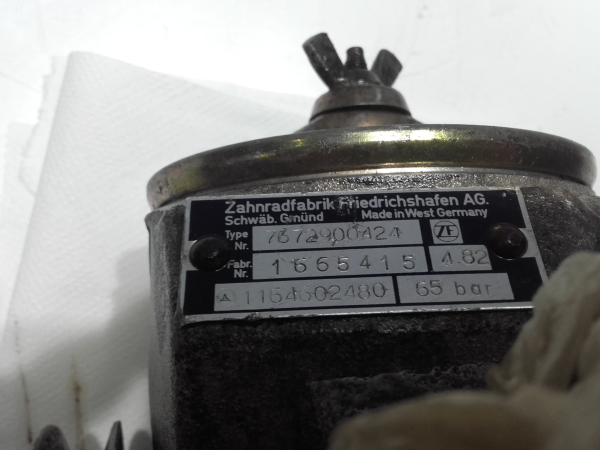 Zahnradfabrik Friedrichshafen AG.
Schwäb. Gmünd Made in West Germany
Type Nr. 7672900424 ZF
Fabr. Nr. 1665415 4.82
1164602480 65 bar